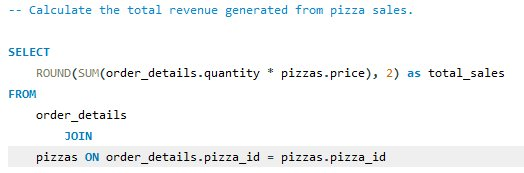 -- Calculate the total revenue generated from pizza sales.
SELECT
ROUND(SUM(order_details.quantity * pizzas.price), 2) as total_sales
FROM
order_details
JOIN
pizzas ON order_details.pizza_id = pizzas.pizza_id